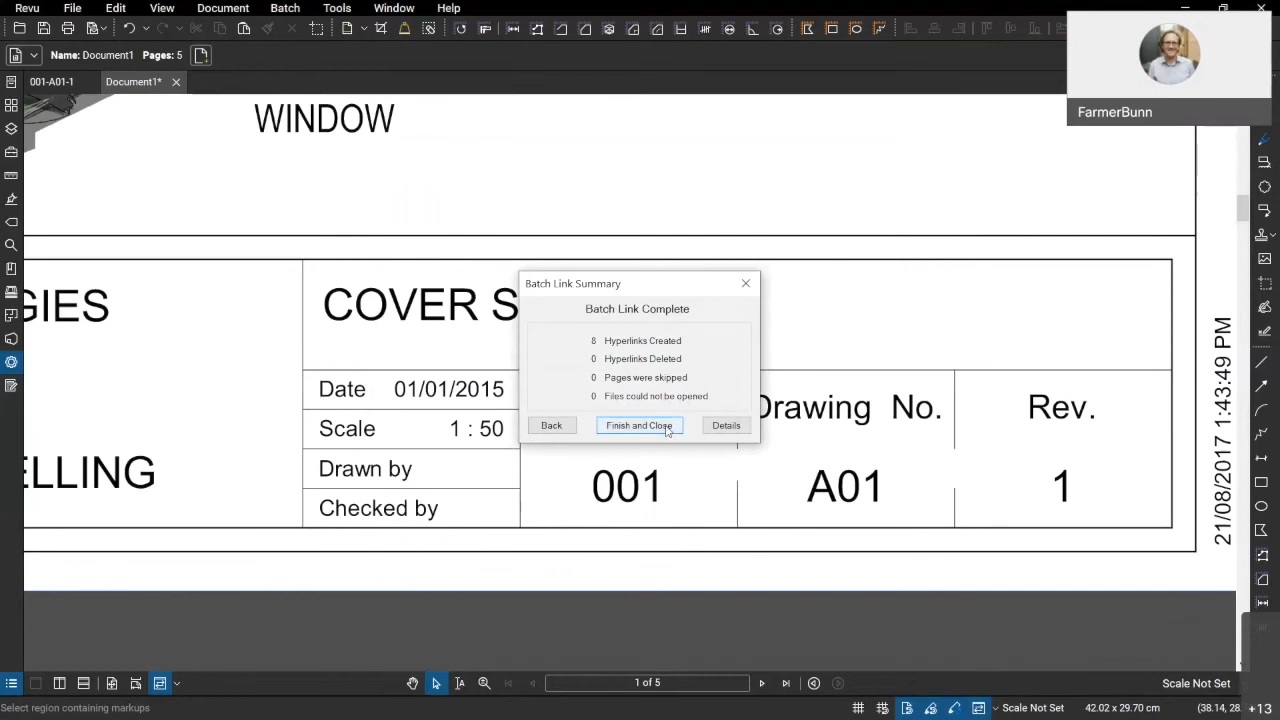 Revu File Edit View Document Batch Tools Window Help
Name: Document1 Pages: 5
FarmerBunn
001-A01-1 Document1*
WINDOW
Batch Link Summary
Batch Link Complete
8 Hyperlinks Created
0 Hyperlinks Deleted
0 Pages were skipped
0 Files could not be opened
Back Finish and Close Details
GIES
COVER S
Date 01/01/2015
Scale 1 : 50
Drawn by
Checked by
ELLING
Drawing No. Rev.
001 A01 1
21/08/2017 1:43:49 PM
1 of 5
Scale Not Set
Select region containing markups
Scale Not Set 42.02 x 29.70 cm (38.14, 28.
+13